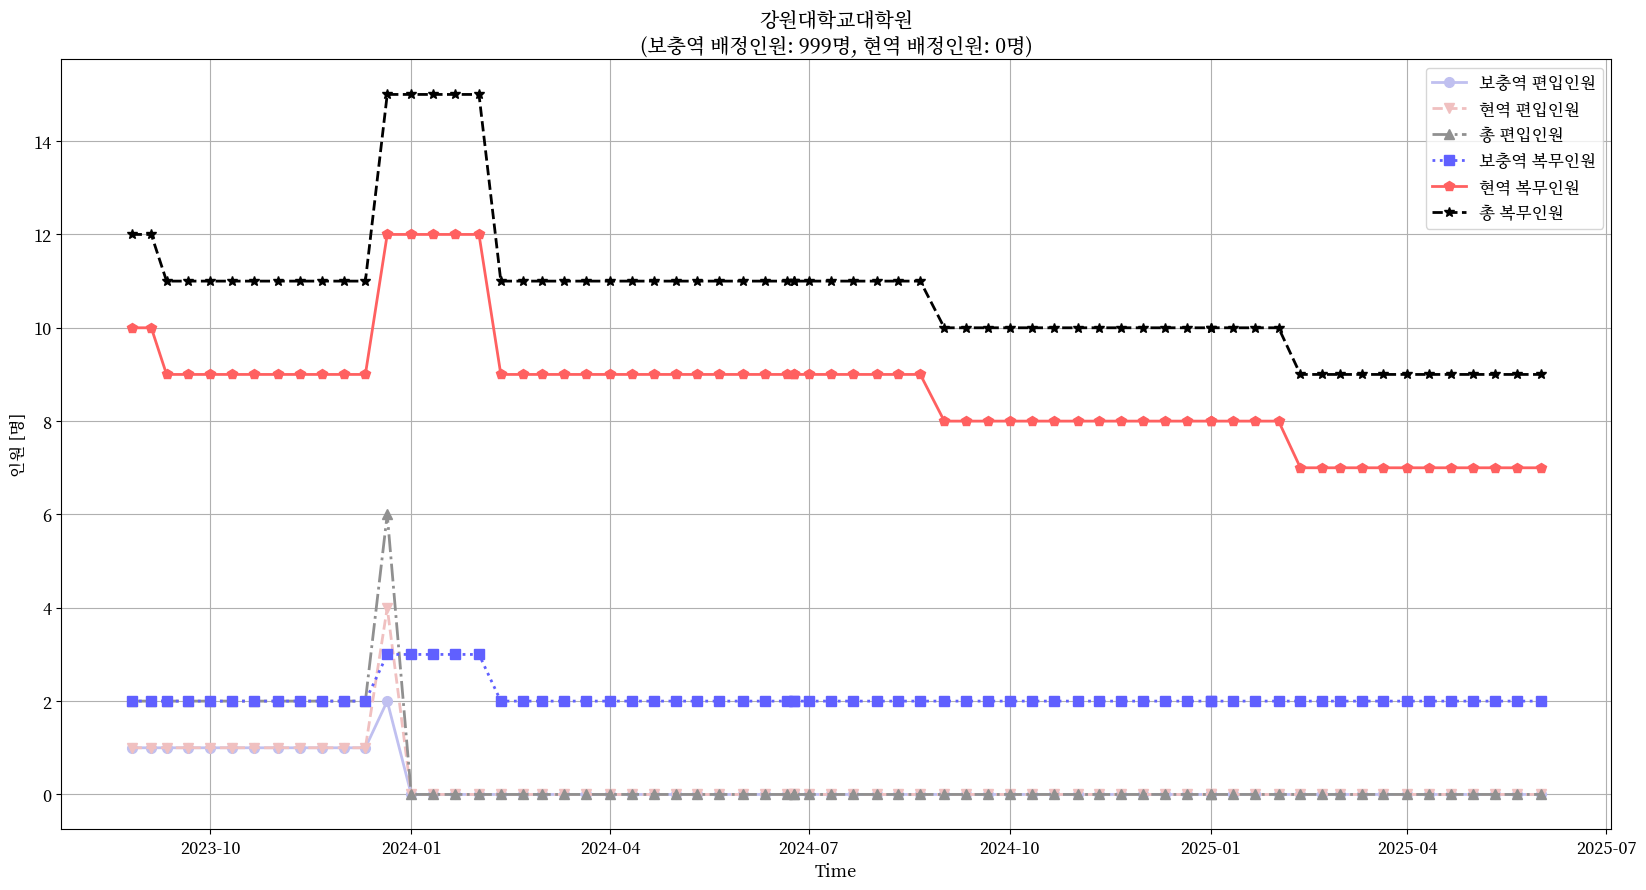 강원대학교대학원
(보충역 배정인원: 999명, 현역 배정인원: 0명)
보충역 편입인원
현역 편입인원
총 편입인원
보충역 복무인원
현역 복무인원
총 복무인원
인원 [명]
14
12
10
8
6
4
2
0
2023-10
2024-01
2024-04
2024-07
2024-10
2025-01
2025-04
2025-07
Time